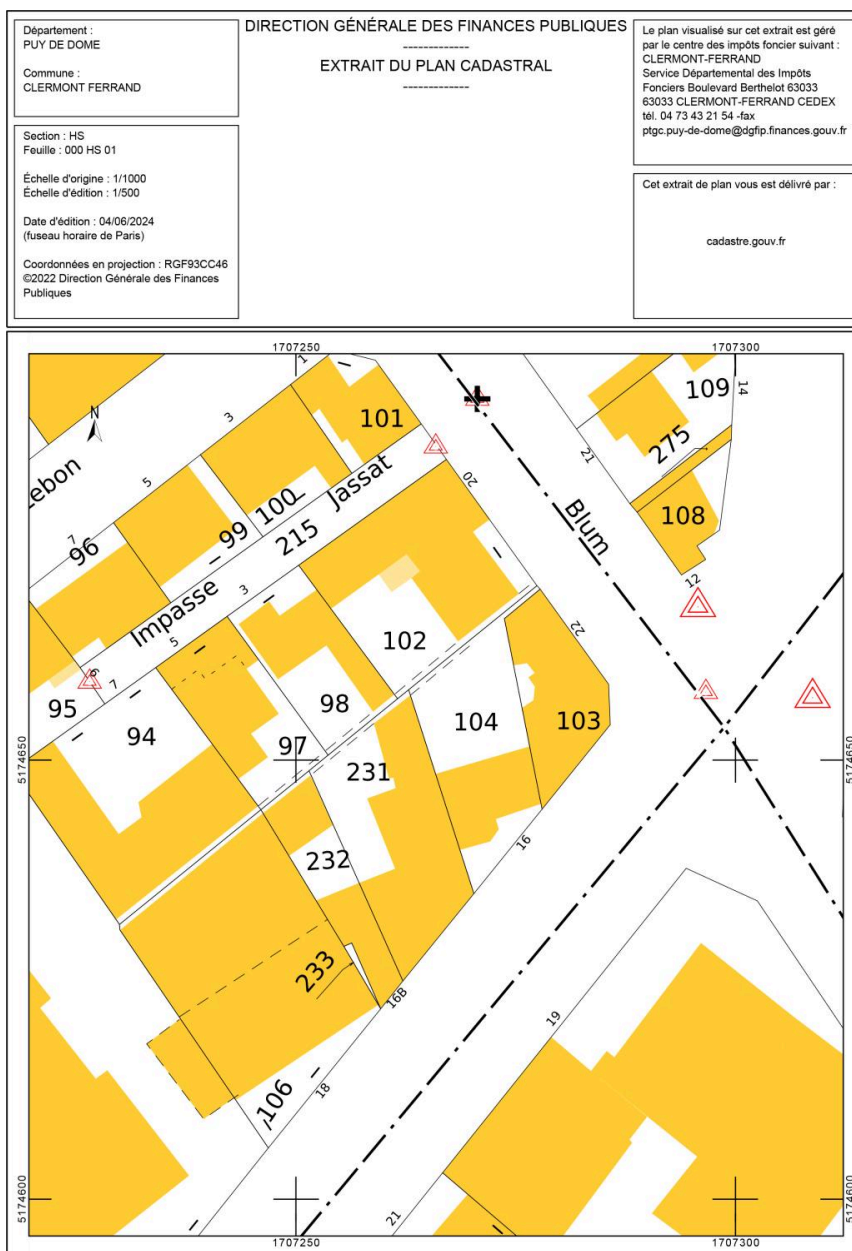 Département :
PUY DE DOME
Commune :
CLERMONT FERRAND
Section : HS
Feuille : 000 HS 01
Échelle d'origine : 1/1000
Échelle d'édition : 1/500
Date d'édition : 04/06/2024
(fuseau horaire de Paris)
Coordonnées en projection : RGF93CC46
©2022 Direction Générale des Finances
Publiques
DIRECTION GÉNÉRALE DES FINANCES PUBLIQUES
-------------
EXTRAIT DU PLAN CADASTRAL
-------------
Le plan visualisé sur cet extrait est géré
par le centre des impôts foncier suivant :
CLERMONT-FERRAND
Service Départemental des Impôts
Fonciers Boulevard Berthelot 63033
63033 CLERMONT-FERRAND CEDEX
tél. 04 73 43 21 54 -fax
ptgc.puy-de-dome@dgfip.finances.gouv.fr
Cet extrait de plan vous est délivré par :
cadastre.gouv.fr
1707250
1707300
1
109
14
N
3
101
21
275
Jassat
20
Lebon
5
100
Blum
108
99
215
7
96
12
Impasse
3
22
5
102
6
7
95
98
104
103
94
97
5174650
5174650
231
16
232
233
16B
19
106
18
5174600
5174600
21
1707250
1707300